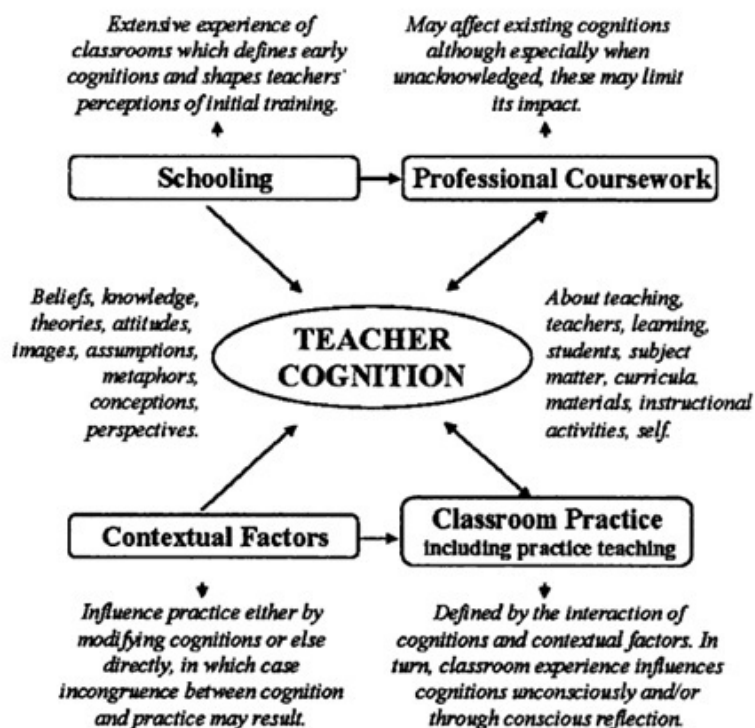 Extensive experience of
classrooms which defines early
cognitions and shapes teachers'
perceptions of initial training.
May affect existing cognitions
although especially when
unacknowledged, these may limit
its impact.
Schooling
Professional Coursework
Beliefs, knowledge,
theories, attitudes,
images, assumptions,
metaphors,
conceptions,
perspectives.
TEACHER
COGNITION
About teaching,
teachers, learning,
students, subject
matter, curricula,
materials, instructional
activities, self.
Contextual Factors
Classroom Practice
including practice teaching
Influence practice either by
modifying cognitions or else
directly, in which case
incongruence between cognition
and practice may result.
Defined by the interaction of
cognitions and contextual factors. In
turn, classroom experience influences
cognitions unconsciously and/or
through conscious reflection.